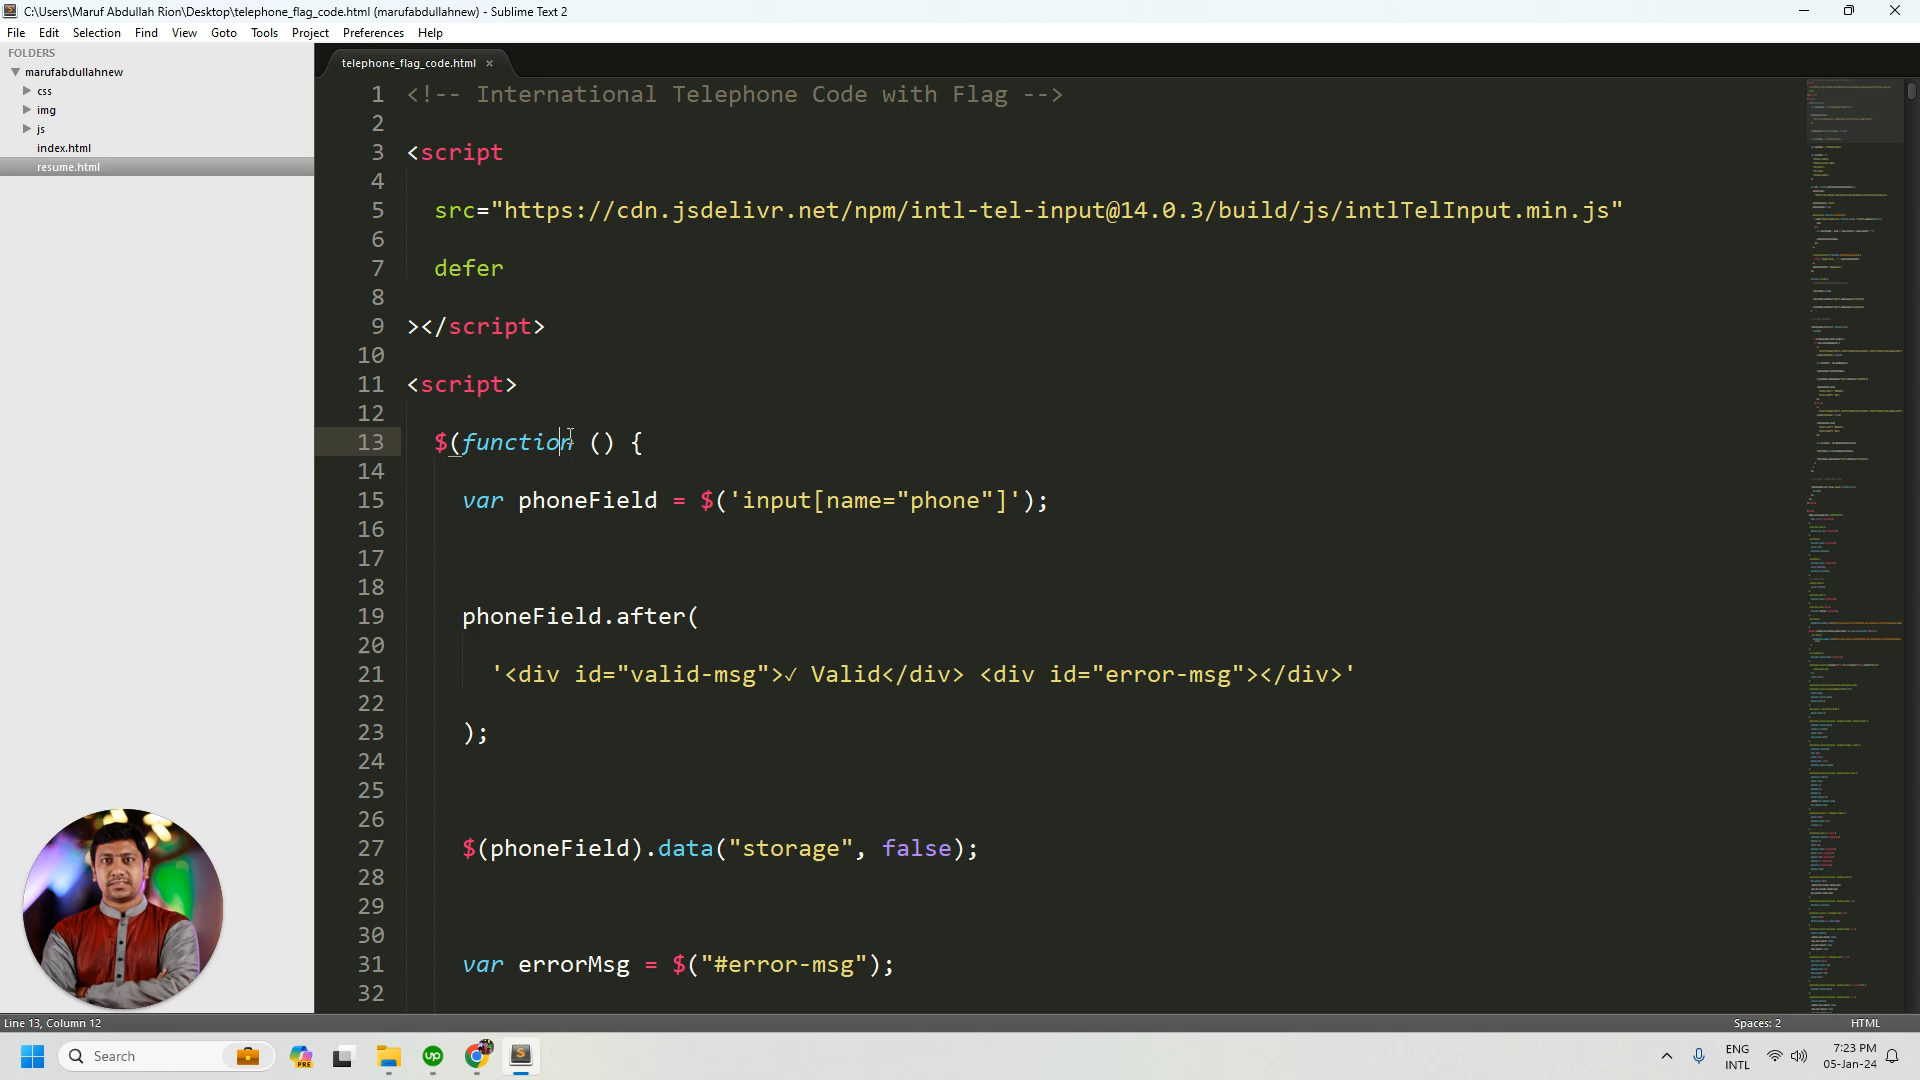 C:\Users\Maruf Abdullah Rion\Desktop\telephone_flag_code.html (marufabdullahnew) - Sublime Text 2
File Edit Selection Find View Goto Tools Project Preferences Help
FOLDERS
marufabdullahnew
css
img
js
index.html
resume.html
telephone_flag_code.html ×
1 <!-- International Telephone Code with Flag -->
2
3 <script
4
5 src="https://cdn.jsdelivr.net/npm/intl-tel-input@14.0.3/build/js/intlTelInput.min.js"
6
7 defer
8
9 ></script>
10
11 <script>
12
13 $(function () {
14
15 var phoneField = $('input[name="phone"]');
16
17
18
19 phoneField.after(
20
21 '<div id="valid-msg">✓ Valid</div> <div id="error-msg"></div>'
22
23 );
24
25
26
27 $(phoneField).data("storage", false);
28
29
30
31 var errorMsg = $("#error-msg");
32
Line 13, Column 12
Spaces: 2
HTML
Search
PRE
up
ENG
INTL
7:23 PM
05-Jan-24